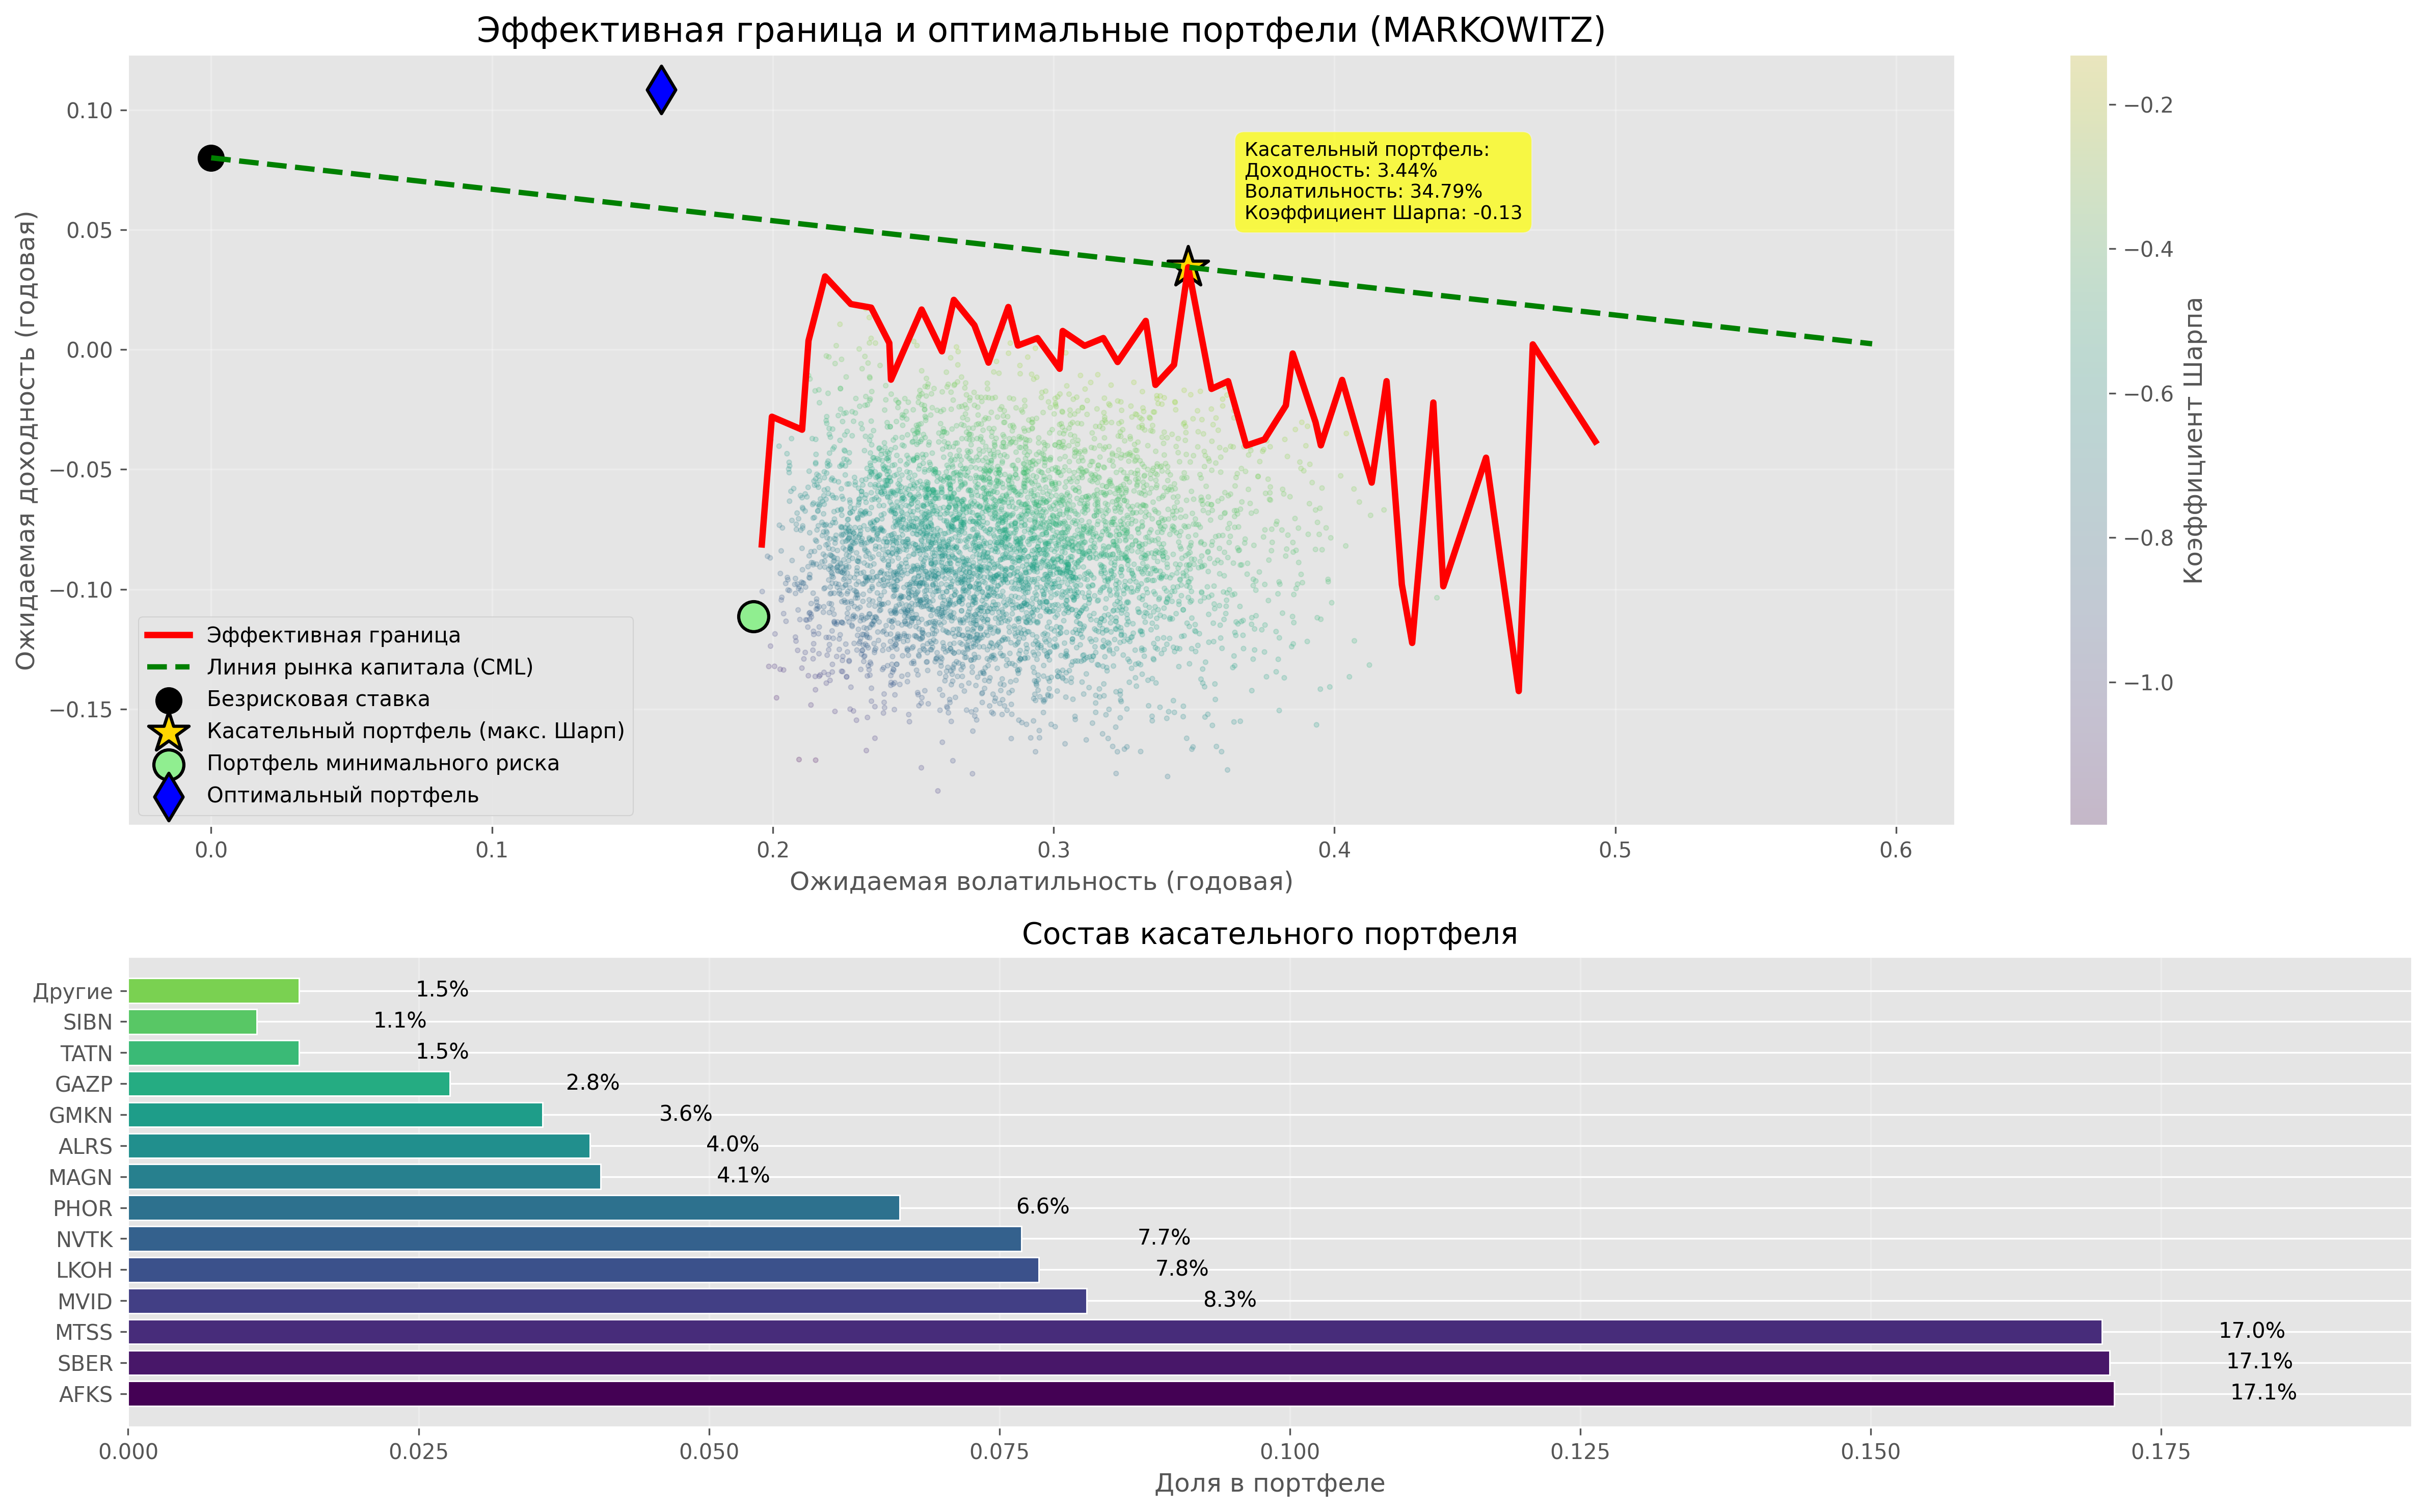 Эффективная граница и оптимальные портфели (MARKOWITZ)
Ожидаемая доходность (годовая)
0.10
0.05
0.00
−0.05
−0.10
−0.15
Касательный портфель:
Доходность: 3.44%
Волатильность: 34.79%
Коэффициент Шарпа: -0.13
Эффективная граница
Линия рынка капитала (CML)
Безрисковая ставка
Касательный портфель (макс. Шарп)
Портфель минимального риска
Оптимальный портфель
0.0 0.1 0.2 0.3 0.4 0.5 0.6
Ожидаемая волатильность (годовая)
−0.2
−0.4
−0.6
−0.8
−1.0
Коэффициент Шарпа
Состав касательного портфеля
Другие 1.5%
SIBN 1.1%
TATN 1.5%
GAZP 2.8%
GMKN 3.6%
ALRS 4.0%
MAGN 4.1%
PHOR 6.6%
NVTK 7.7%
LKOH 7.8%
MVID 8.3%
MTSS 17.0%
SBER 17.1%
AFKS 17.1%
0.000 0.025 0.050 0.075 0.100 0.125 0.150 0.175
Доля в портфеле